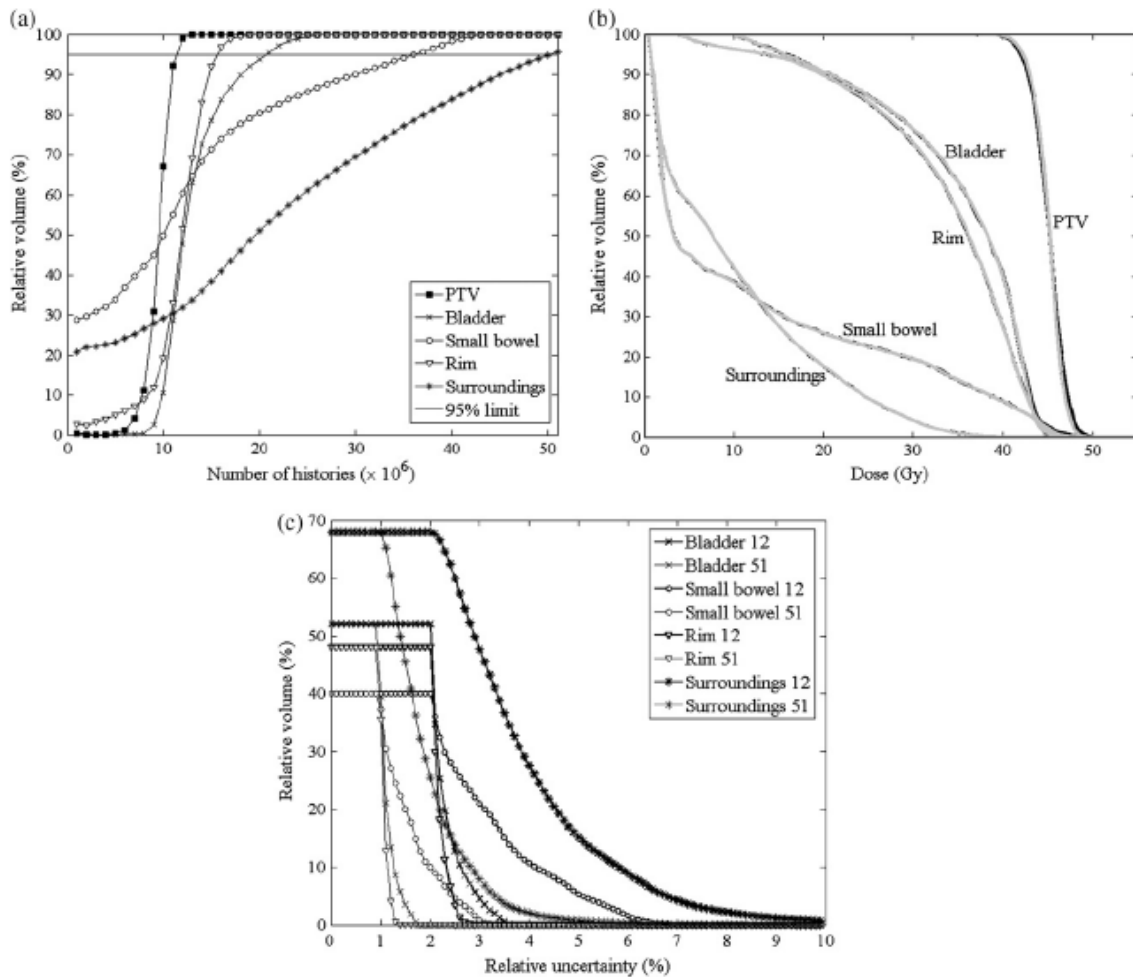 (a)
100
90
80
70
60
50
40
30
20
10
0
Relative volume (%)
0 10 20 30 40 50
Number of histories (× 10⁶)
PTV
Bladder
Small bowel
Rim
Surroundings
95% limit
(b)
100
90
80
70
60
50
40
30
20
10
0
Relative volume (%)
0 10 20 30 40 50 60
Dose (Gy)
Bladder
PTV
Rim
Small bowel
Surroundings
(c)
70
60
50
40
30
20
10
0
Relative volume (%)
0 1 2 3 4 5 6 7 8 9 10
Relative uncertainty (%)
Bladder 12
Bladder 51
Small bowel 12
Small bowel 51
Rim 12
Rim 51
Surroundings 12
Surroundings 51